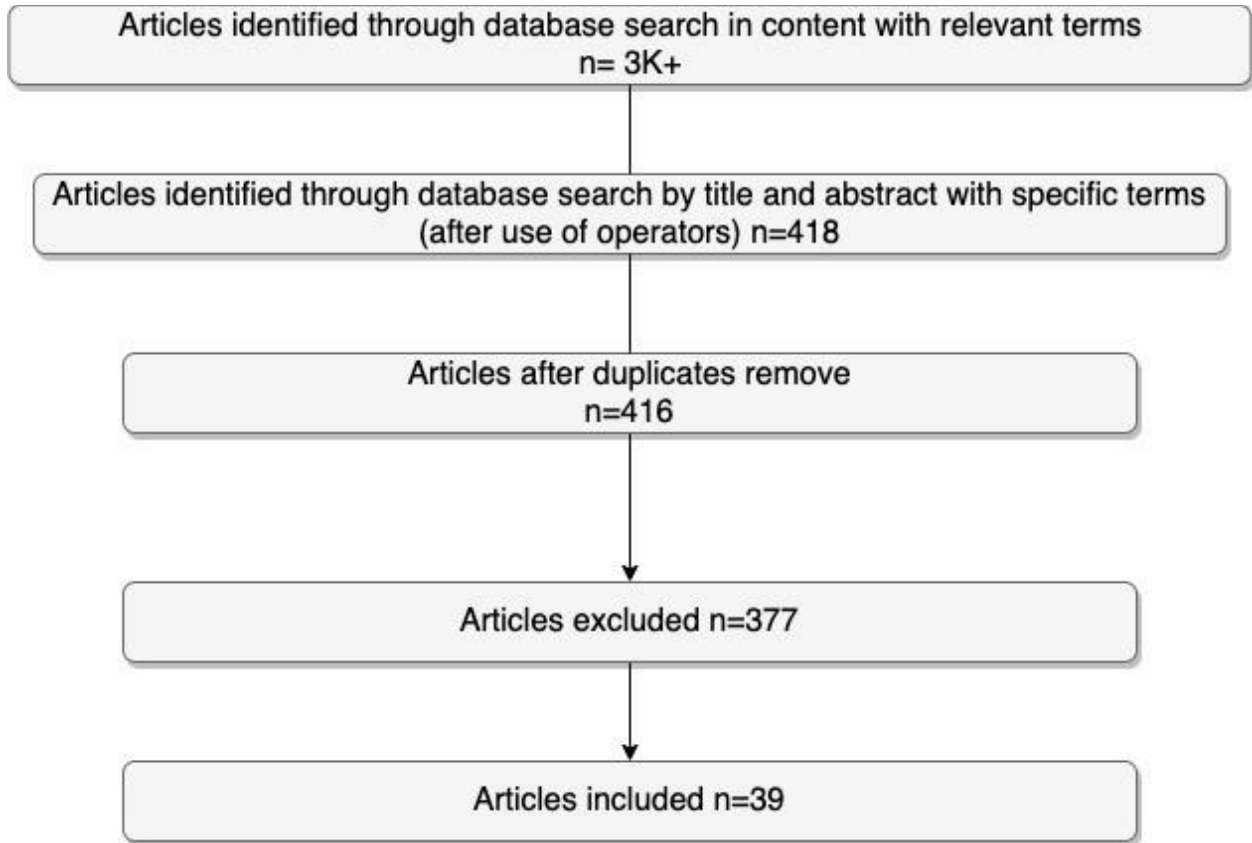 Articles identified through database search in content with relevant terms
n= 3K+
Articles identified through database search by title and abstract with specific terms
(after use of operators) n=418
Articles after duplicates remove
n=416
Articles excluded n=377
Articles included n=39